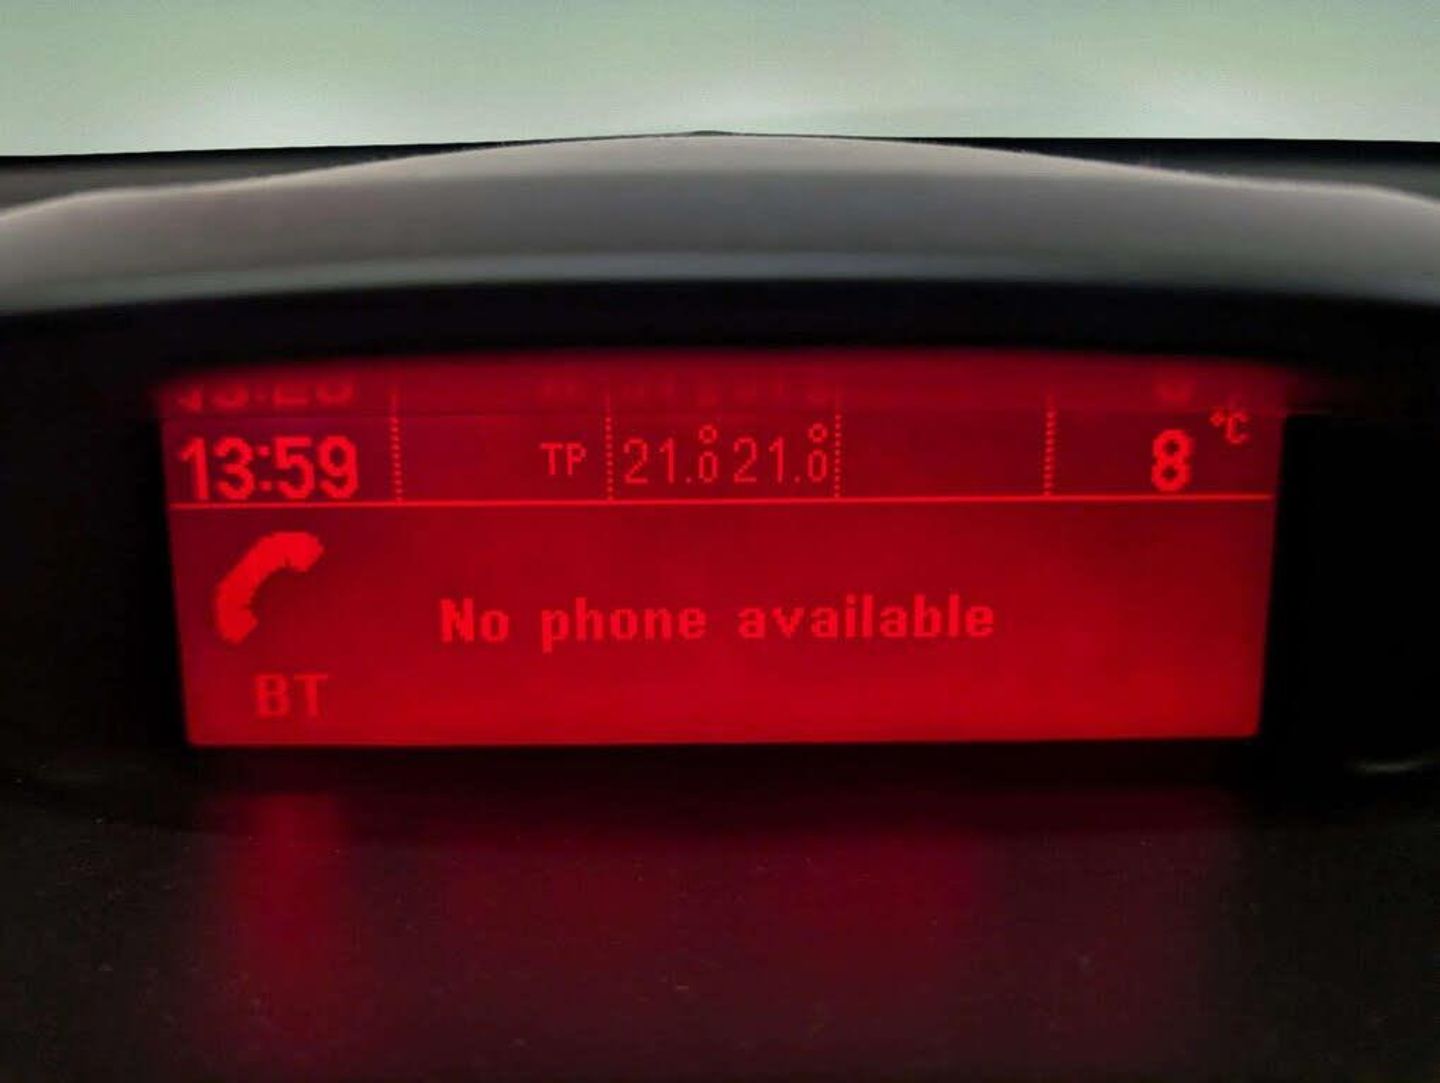 13:59 TP 21.0° 21.0° 8 °C
No phone available
BT